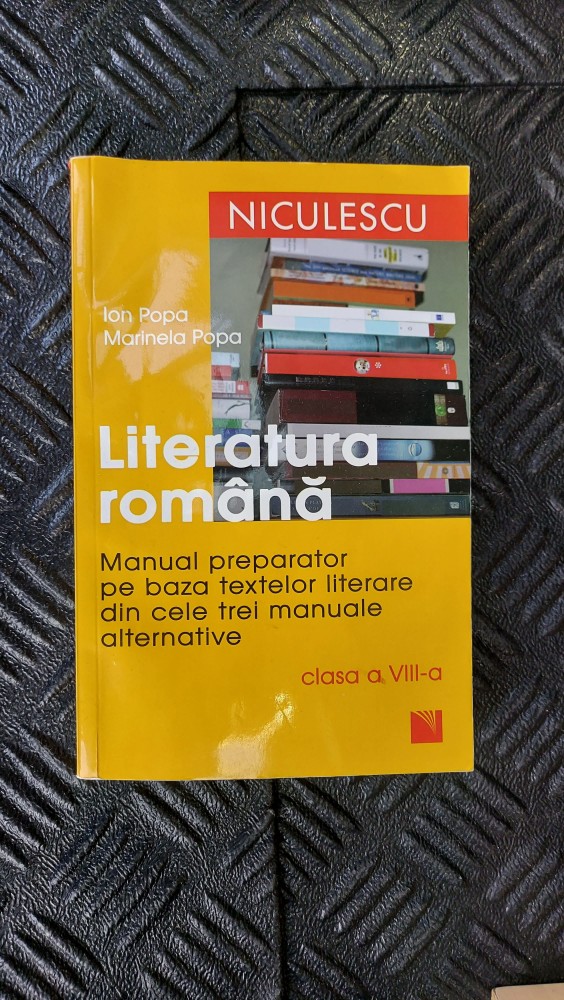 NICULESCU
Ion Popa
Marinela Popa
Literatura
română
Manual preparator
pe baza textelor literare
din cele trei manuale
alternative
clasa a VIII-a